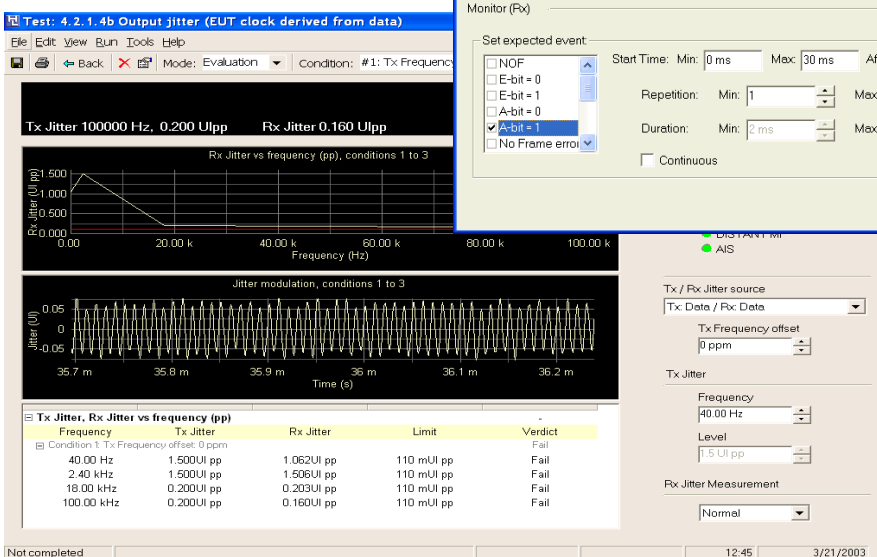 Test: 4.2.1.4b Output jitter (EUT clock derived from data)
File Edit View Run Tools Help
Back Mode: Evaluation Condition: #1: Tx Frequency
Tx Jitter 100000 Hz, 0.200 UIpp Rx Jitter 0.160 UIpp
Rx Jitter vs frequency (pp), conditions 1 to 3
Rx Jitter (UI pp)
1.500
1.000
0.500
0.000
0.00 20.00 k 40.00 k 60.00 k 80.00 k 100.00 k
Frequency (Hz)
Jitter modulation, conditions 1 to 3
Jitter (UI)
0.05
0
-0.05
35.7 m 35.8 m 35.9 m 36 m 36.1 m 36.2 m
Time (s)
Tx Jitter, Rx Jitter vs frequency (pp) -
Frequency Tx Jitter Rx Jitter Limit Verdict
Condition 1: Tx Frequency offset: 0 ppm Fail
40.00 Hz 1.500UI pp 1.062UI pp 110 mUI pp Fail
2.40 kHz 1.500UI pp 1.506UI pp 110 mUI pp Fail
18.00 kHz 0.200UI pp 0.203UI pp 110 mUI pp Fail
100.00 kHz 0.200UI pp 0.160UI pp 110 mUI pp Fail
Monitor (Rx)
Set expected event:
NOF
E-bit = 0
E-bit = 1
A-bit = 0
A-bit = 1
No Frame error
Start Time: Min: 0 ms Max: 30 ms Af
Repetition: Min: 1 Max
Duration: Min: 2 ms Max
Continuous
DISTANT MF
AIS
Tx / Rx Jitter source
Tx: Data / Rx: Data
Tx Frequency offset
0 ppm
Tx Jitter
Frequency
40.00 Hz
Level
1.5 UI pp
Rx Jitter Measurement
Normal
Not completed 12:45 3/21/2003